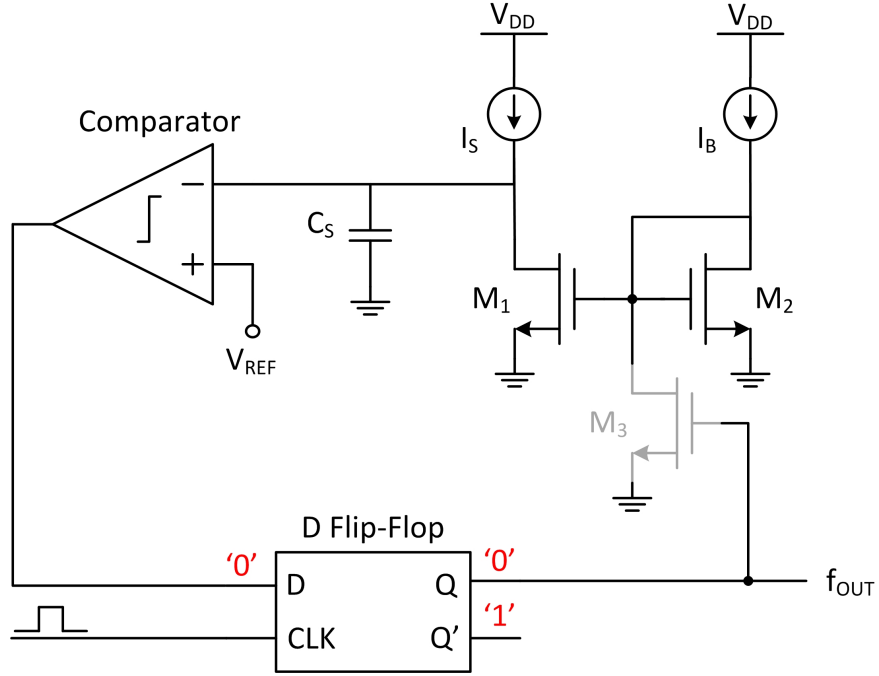 V_DD
V_DD
Comparator
I_S
I_B
−
C_S
+
M_1
M_2
V_REF
M_3
D Flip-Flop
'0'
'0'
D
Q
f_OUT
'1'
CLK
Q'